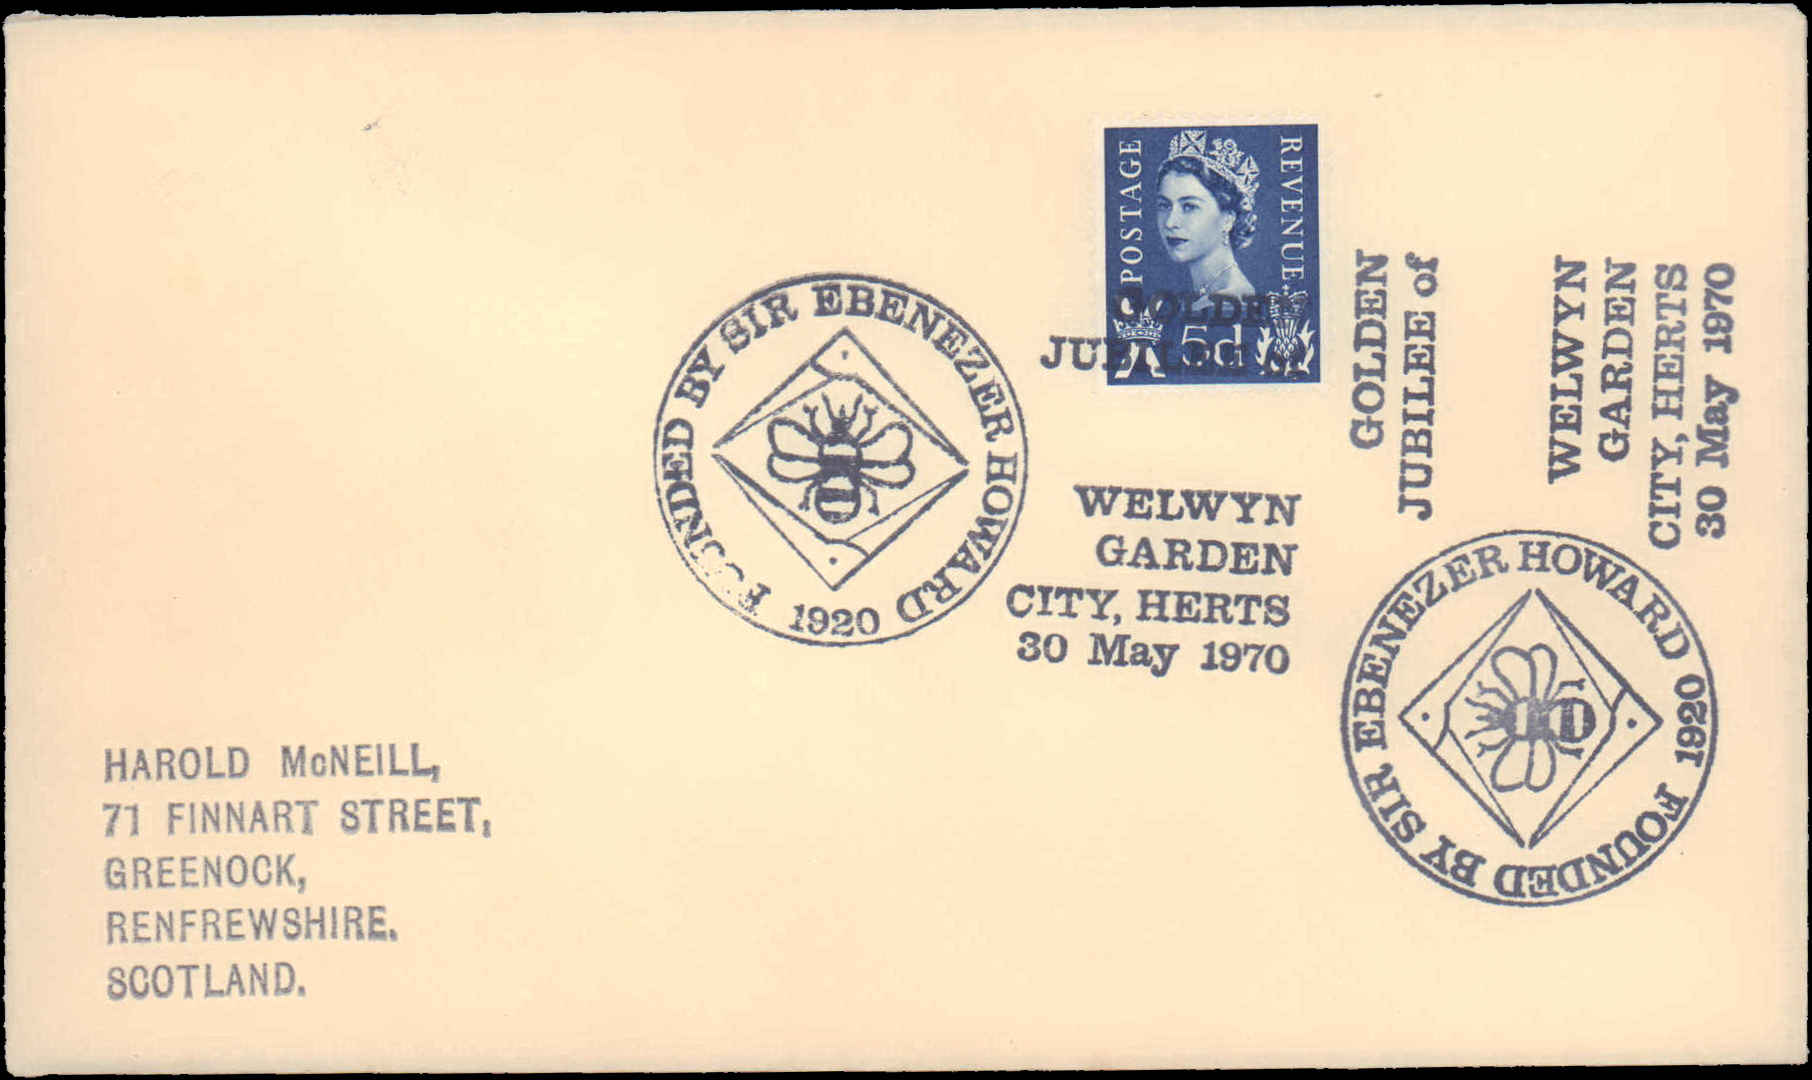 POSTAGE
REVENUE
5d
FOUNDED BY SIR EBENEZER HOWARD 1920
GOLDEN
JUBILEE of
WELWYN
GARDEN
CITY, HERTS
30 May 1970
GOLDEN
JUBILEE of
WELWYN
GARDEN
CITY, HERTS
30 May 1970
FOUNDED BY SIR EBENEZER HOWARD 1920
HAROLD McNEILL,
71 FINNART STREET,
GREENOCK,
RENFREWSHIRE.
SCOTLAND.